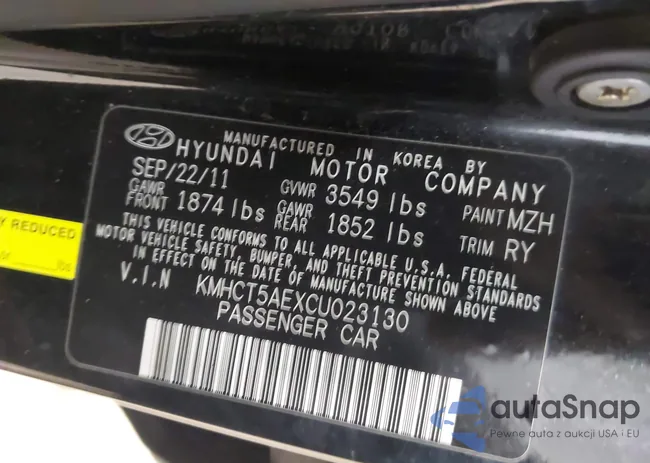 MANUFACTURED IN KOREA BY
HYUNDAI MOTOR COMPANY
SEP/22/11 GVWR 3549 lbs PAINT MZH
GAWR FRONT 1874 lbs GAWR REAR 1852 lbs TRIM RY
THIS VEHICLE CONFORMS TO ALL APPLICABLE U.S.A. FEDERAL
MOTOR VEHICLE SAFETY, BUMPER, AND THEFT PREVENTION STANDARDS
IN EFFECT ON THE DATE OF MANUFACTURE SHOWN ABOVE
V.I.N KMHCT5AEXCU023130
PASSENGER CAR
REDUCED
lbs
autaSnap
Pewne auta z aukcji USA i EU